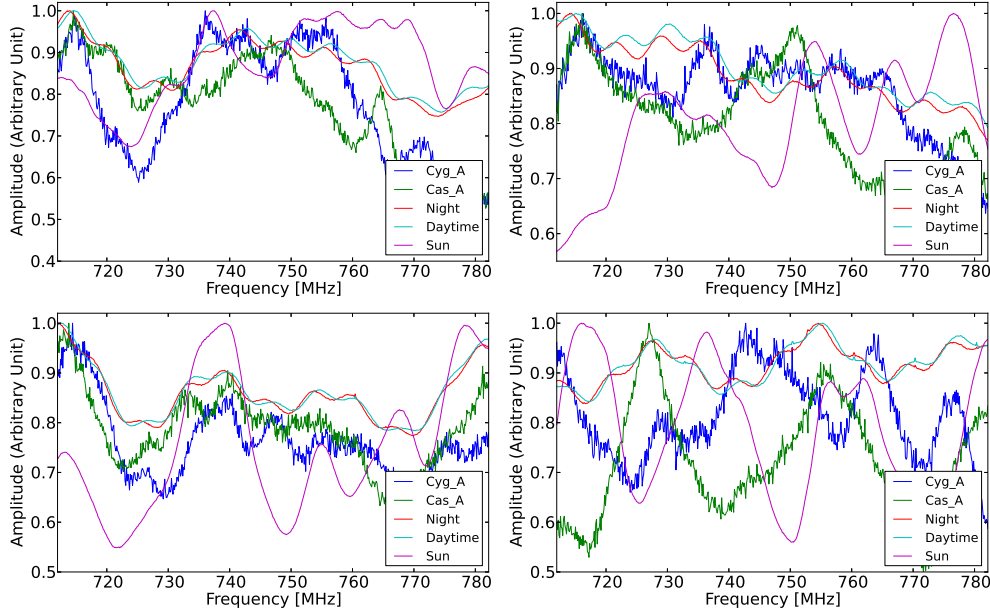 1.0
0.9
0.8
0.7
0.6
0.5
0.4
Amplitude (Arbitrary Unit)
720 730 740 750 760 770 780
Frequency [MHz]
Cyg_A
Cas_A
Night
Daytime
Sun
1.0
0.9
0.8
0.7
0.6
Amplitude (Arbitrary Unit)
720 730 740 750 760 770 780
Frequency [MHz]
Cyg_A
Cas_A
Night
Daytime
Sun
1.0
0.9
0.8
0.7
0.6
0.5
Amplitude (Arbitrary Unit)
720 730 740 750 760 770 780
Frequency [MHz]
Cyg_A
Cas_A
Night
Daytime
Sun
1.0
0.9
0.8
0.7
0.6
0.5
Amplitude (Arbitrary Unit)
720 730 740 750 760 770 780
Frequency [MHz]
Cyg_A
Cas_A
Night
Daytime
Sun